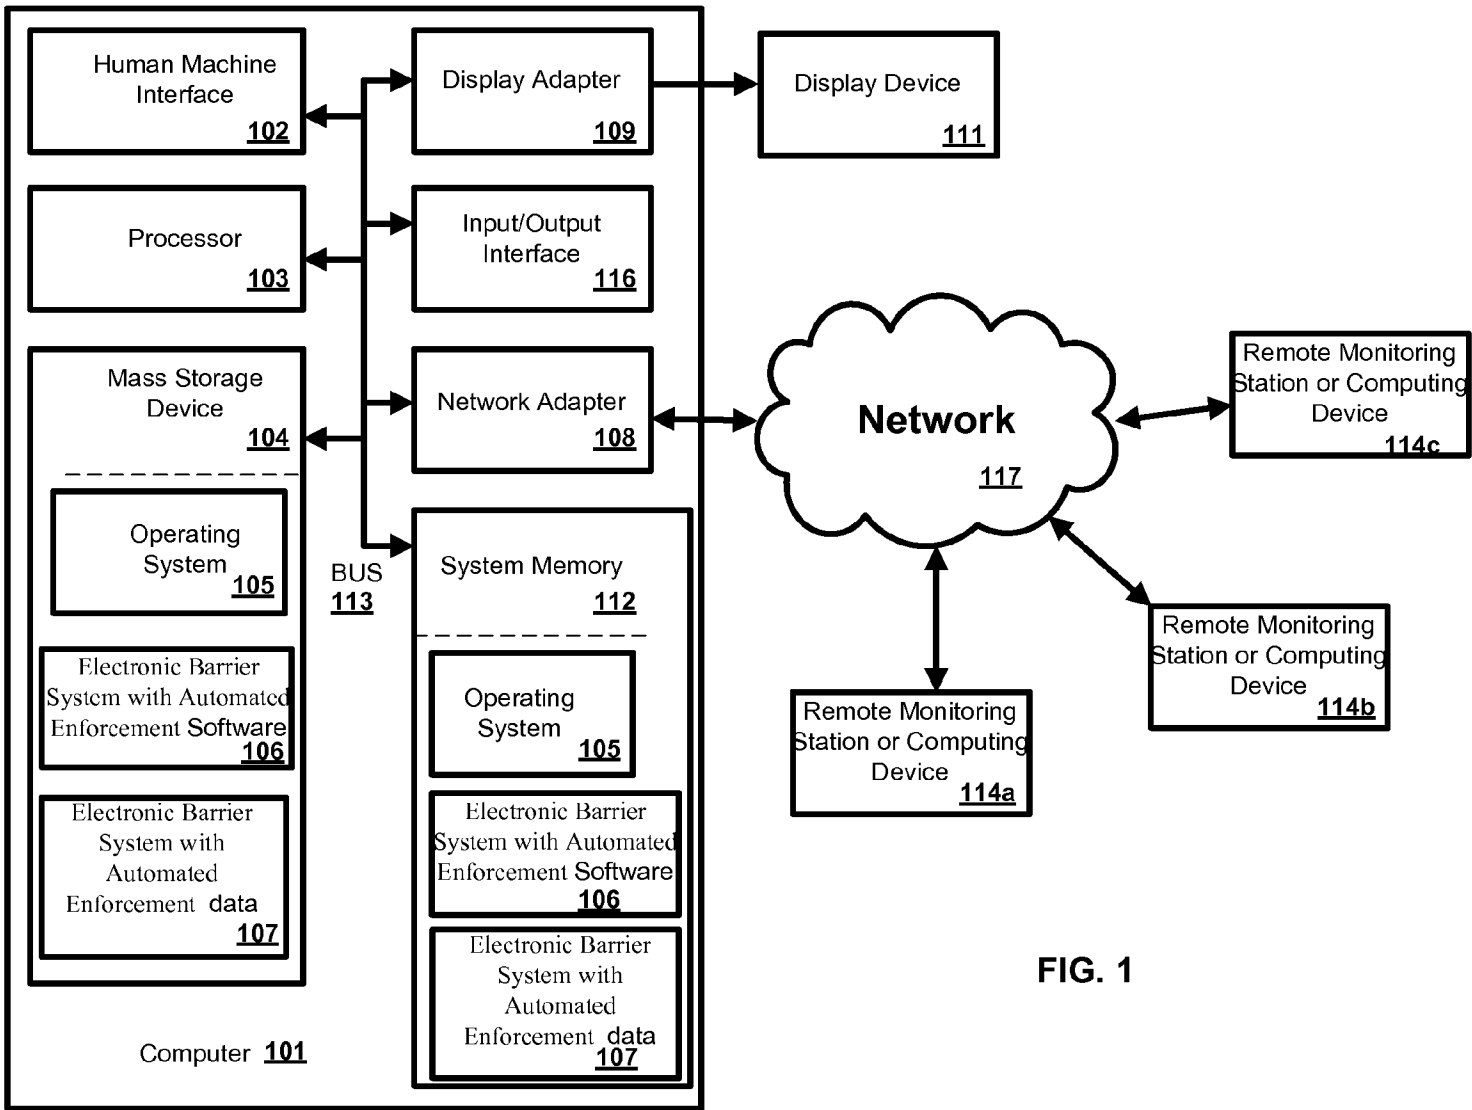 Human Machine
Interface
102
Display Adapter
109
Display Device
111
Processor
103
Input/Output
Interface
116
Mass Storage
Device
104
Network Adapter
108
Network
117
Remote Monitoring
Station or Computing
Device
114c
Operating
System
105
BUS
113
System Memory
112
Remote Monitoring
Station or Computing
Device
114b
Electronic Barrier
System with Automated
Enforcement Software
106
Operating
System
105
Remote Monitoring
Station or Computing
Device
114a
Electronic Barrier
System with
Automated
Enforcement data
107
Electronic Barrier
System with Automated
Enforcement Software
106
Electronic Barrier
System with
Automated
Enforcement data
107
Computer 101
FIG. 1